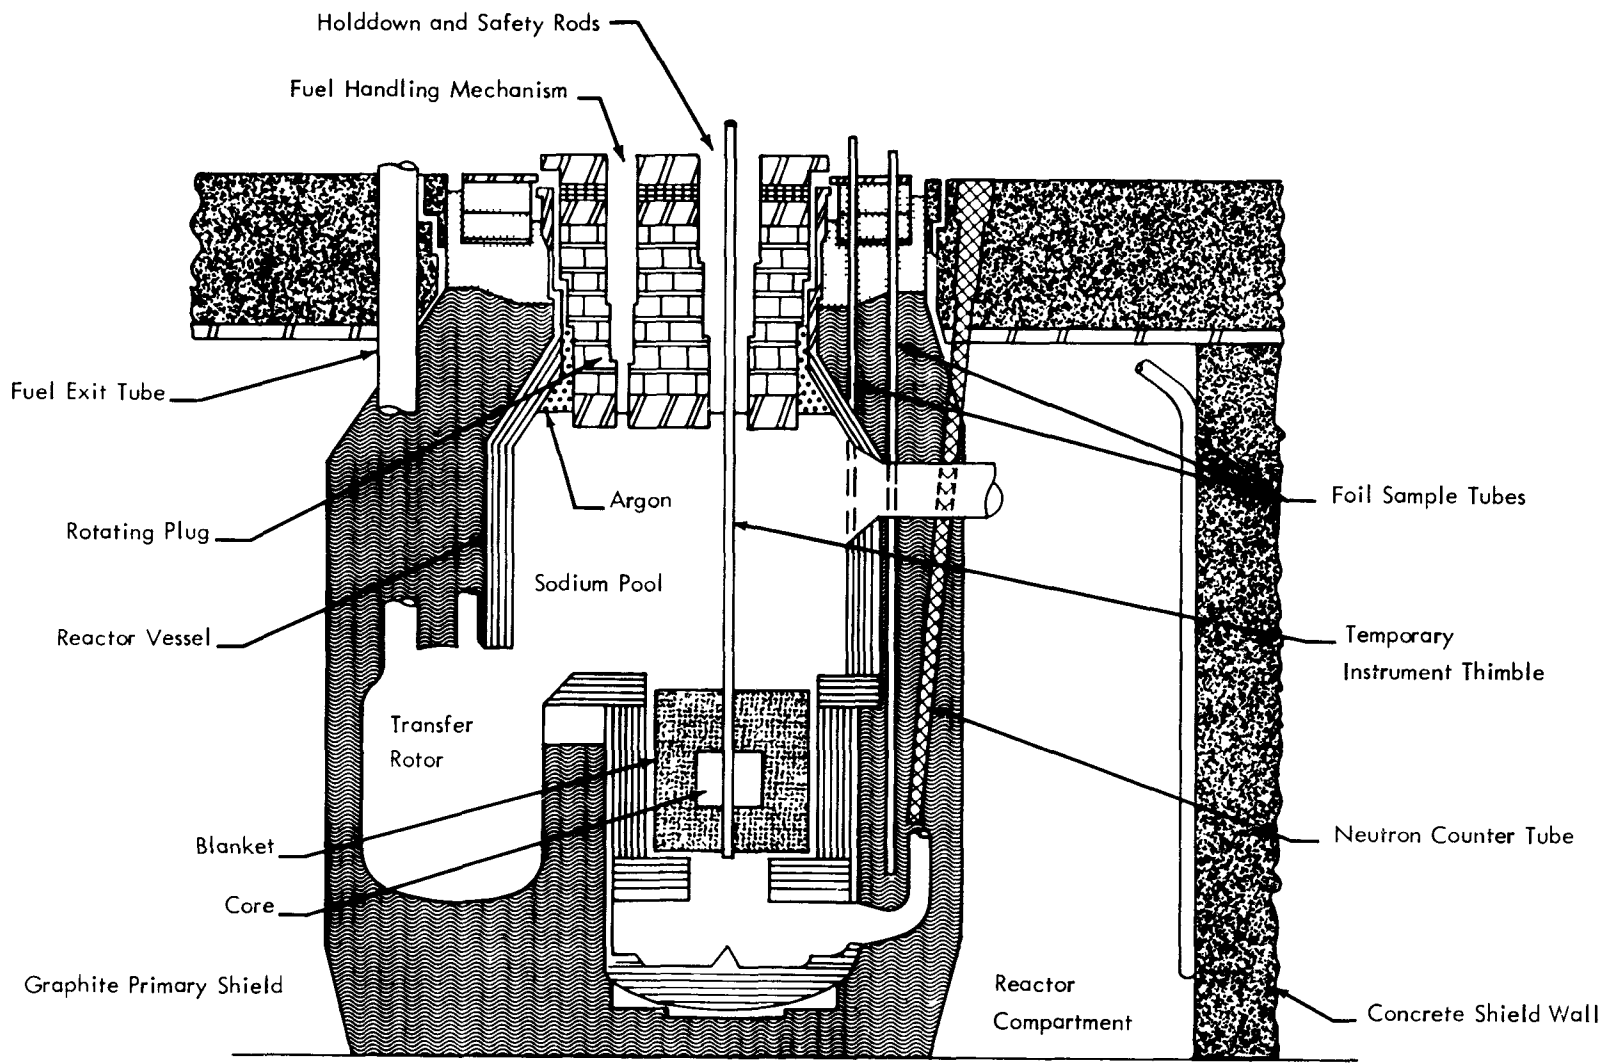 Holddown and Safety Rods
Fuel Handling Mechanism
Fuel Exit Tube
Argon
Foil Sample Tubes
Rotating Plug
Sodium Pool
Reactor Vessel
Temporary
Instrument Thimble
Transfer
Rotor
Blanket
Neutron Counter Tube
Core
Graphite Primary Shield
Reactor
Compartment
Concrete Shield Wall